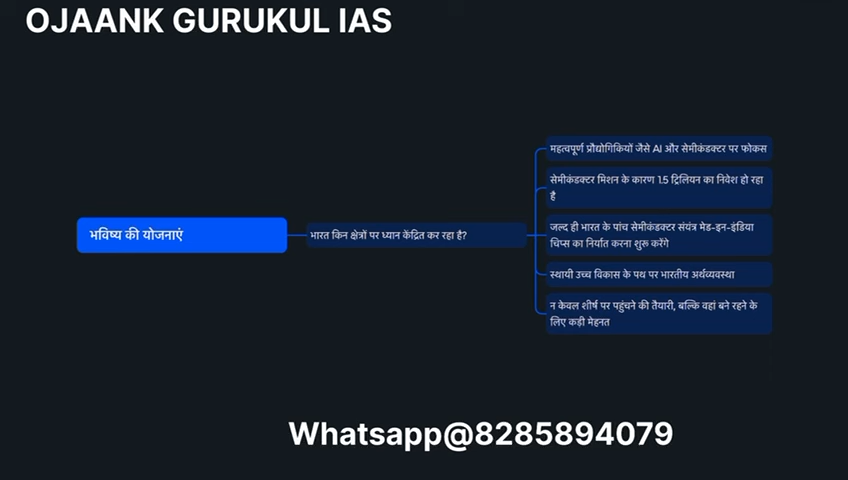 OJAANK GURUKUL IAS
भविष्य की योजनाएं
भारत किन क्षेत्रों पर ध्यान केंद्रित कर रहा है?
महत्वपूर्ण प्रौद्योगिकियों जैसे AI और सेमीकंडक्टर पर फोकस
सेमीकंडक्टर मिशन के कारण 1.5 ट्रिलियन का निवेश हो रहा
है
जल्द ही भारत के पांच सेमीकंडक्टर संयंत्र मेड-इन-इंडिया
चिप्स का निर्यात करना शुरू करेंगे
स्थायी उच्च विकास के पथ पर भारतीय अर्थव्यवस्था
न केवल शीर्ष पर पहुंचने की तैयारी, बल्कि वहां बने रहने के
लिए कड़ी मेहनत
Whatsapp@8285894079